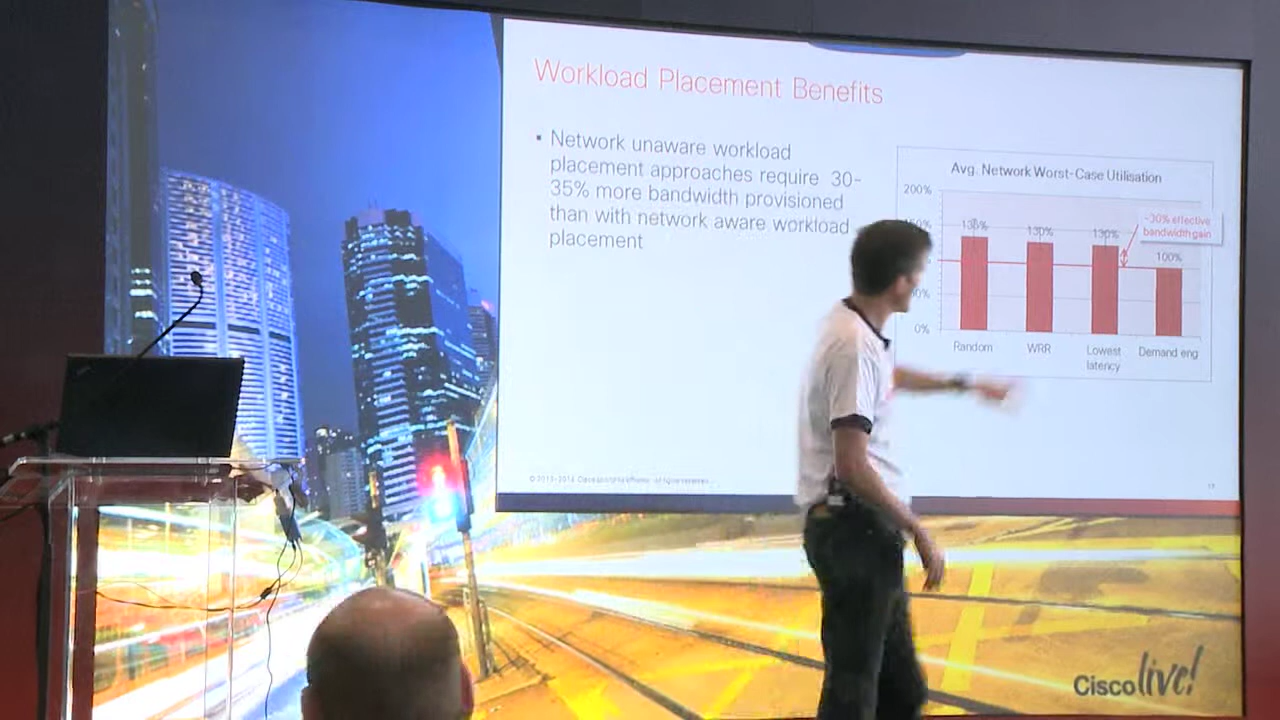 Workload Placement Benefits
▪ Network unaware workload
placement approaches require 30-
35% more bandwidth provisioned
than with network aware workload
placement
Avg. Network Worst-Case Utilisation
200%
~30% effective
bandwidth gain
130%
130%
100%
0%
Random
WRR
Lowest
latency
Demand eng
Cisco live!